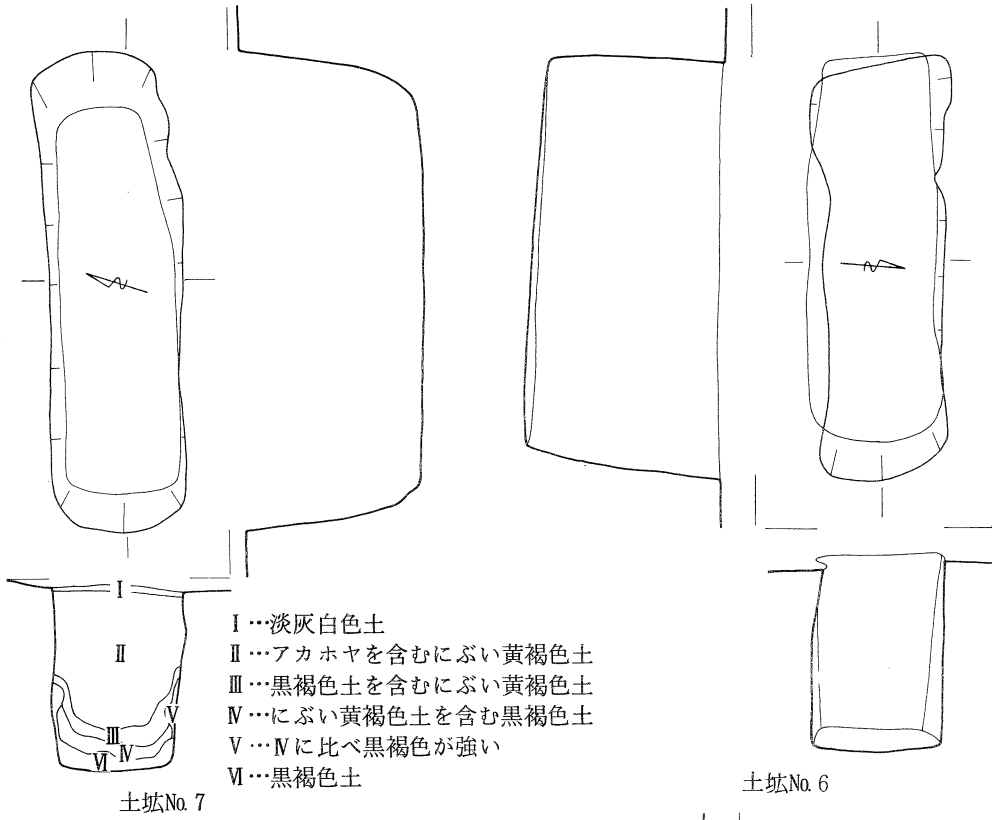 Ⅰ
Ⅱ
Ⅲ
Ⅳ
Ⅴ
Ⅵ
Ⅰ…淡灰白色土
Ⅱ…アカホヤを含むにぶい黄褐色土
Ⅲ…黒褐色土を含むにぶい黄褐色土
Ⅳ…にぶい黄褐色土を含む黒褐色土
Ⅴ…Ⅳに比べ黒褐色が強い
Ⅵ…黒褐色土
土拡No. 7
土拡No. 6